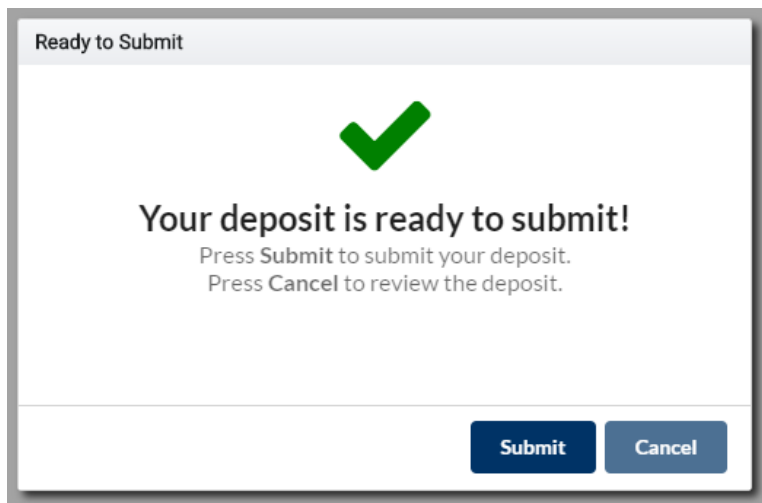 Ready to Submit
Your deposit is ready to submit!
Press Submit to submit your deposit.
Press Cancel to review the deposit.
Submit
Cancel